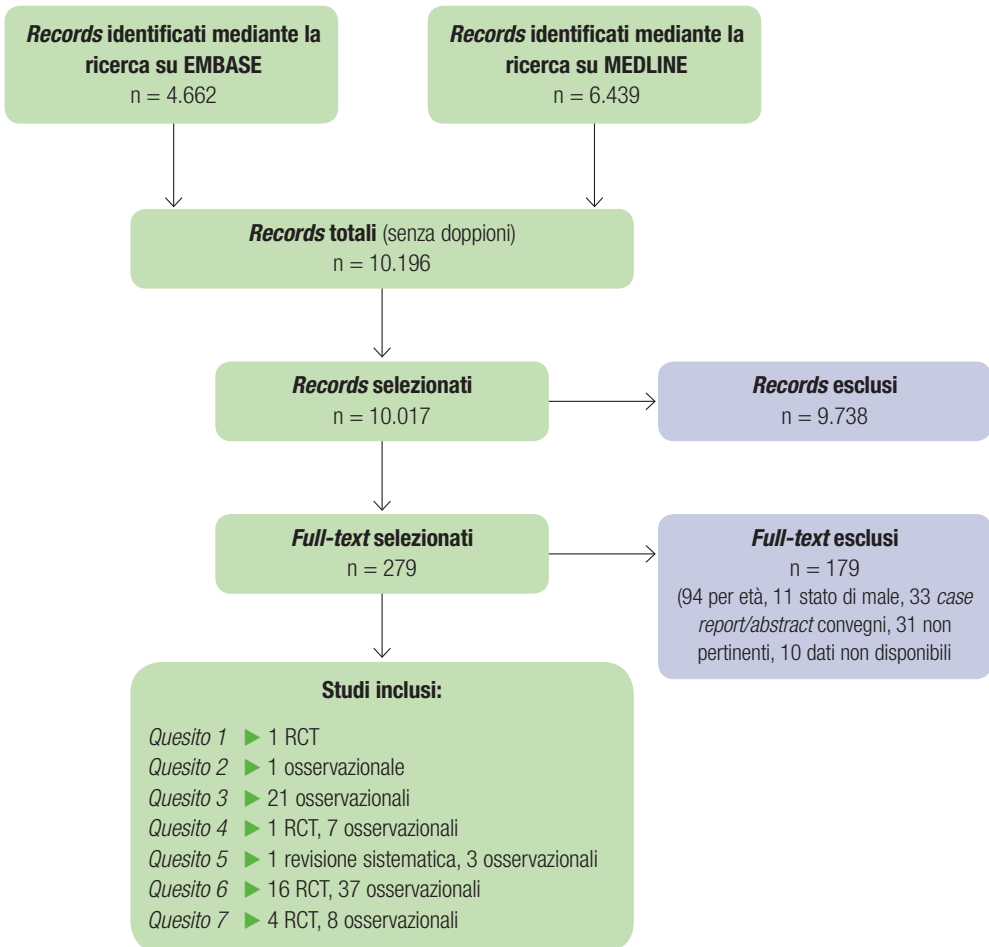 Records identificati mediante la
ricerca su EMBASE
n = 4.662
Records identificati mediante la
ricerca su MEDLINE
n = 6.439
Records totali (senza doppioni)
n = 10.196
Records selezionati
n = 10.017
Records esclusi
n = 9.738
Full-text selezionati
n = 279
Full-text esclusi
n = 179
(94 per età, 11 stato di male, 33 case
report/abstract convegni, 31 non
pertinenti, 10 dati non disponibili
Studi inclusi:
Quesito 1 ► 1 RCT
Quesito 2 ► 1 osservazionale
Quesito 3 ► 21 osservazionali
Quesito 4 ► 1 RCT, 7 osservazionali
Quesito 5 ► 1 revisione sistematica, 3 osservazionali
Quesito 6 ► 16 RCT, 37 osservazionali
Quesito 7 ► 4 RCT, 8 osservazionali